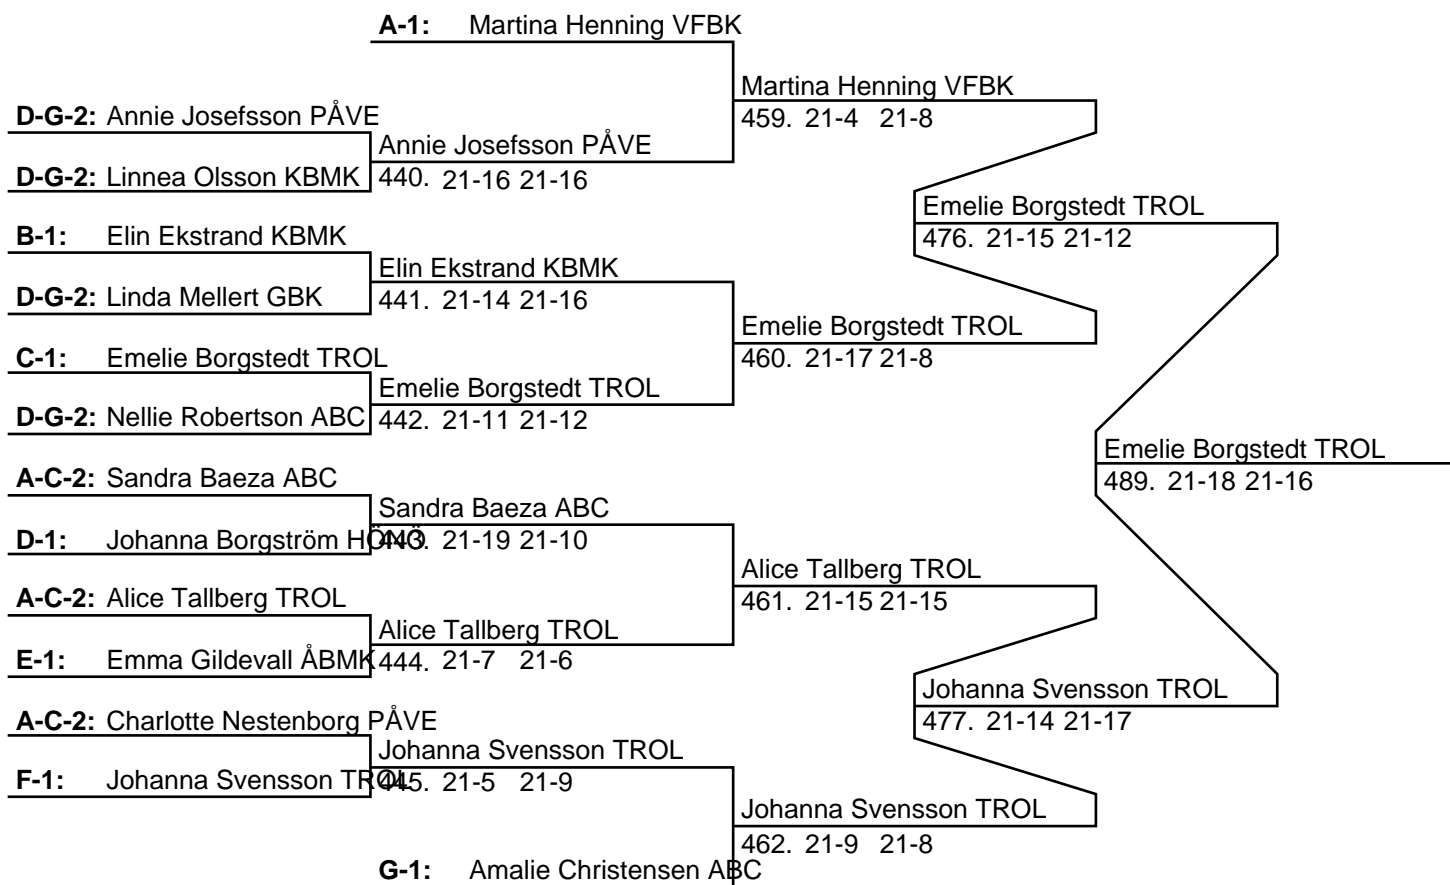 A-1: Martina Henning VFBK
Martina Henning VFBK
459. 21-4 21-8
D-G-2: Annie Josefsson PÅVE
Annie Josefsson PÅVE
D-G-2: Linnea Olsson KBMK
440. 21-16 21-16
Emelie Borgstedt TROL
476. 21-15 21-12
B-1: Elin Ekstrand KBMK
Elin Ekstrand KBMK
D-G-2: Linda Mellert GBK
441. 21-14 21-16
Emelie Borgstedt TROL
460. 21-17 21-8
C-1: Emelie Borgstedt TROL
Emelie Borgstedt TROL
D-G-2: Nellie Robertson ABC
442. 21-11 21-12
Emelie Borgstedt TROL
489. 21-18 21-16
A-C-2: Sandra Baeza ABC
Sandra Baeza ABC
D-1: Johanna Borgström HÖNÖ
443. 21-19 21-10
Alice Tallberg TROL
461. 21-15 21-15
A-C-2: Alice Tallberg TROL
Alice Tallberg TROL
E-1: Emma Gildevall ÅBMK
444. 21-7 21-6
Johanna Svensson TROL
477. 21-14 21-17
A-C-2: Charlotte Nestenborg PÅVE
Johanna Svensson TROL
F-1: Johanna Svensson TROL
445. 21-5 21-9
Johanna Svensson TROL
462. 21-9 21-8
G-1: Amalie Christensen ABC